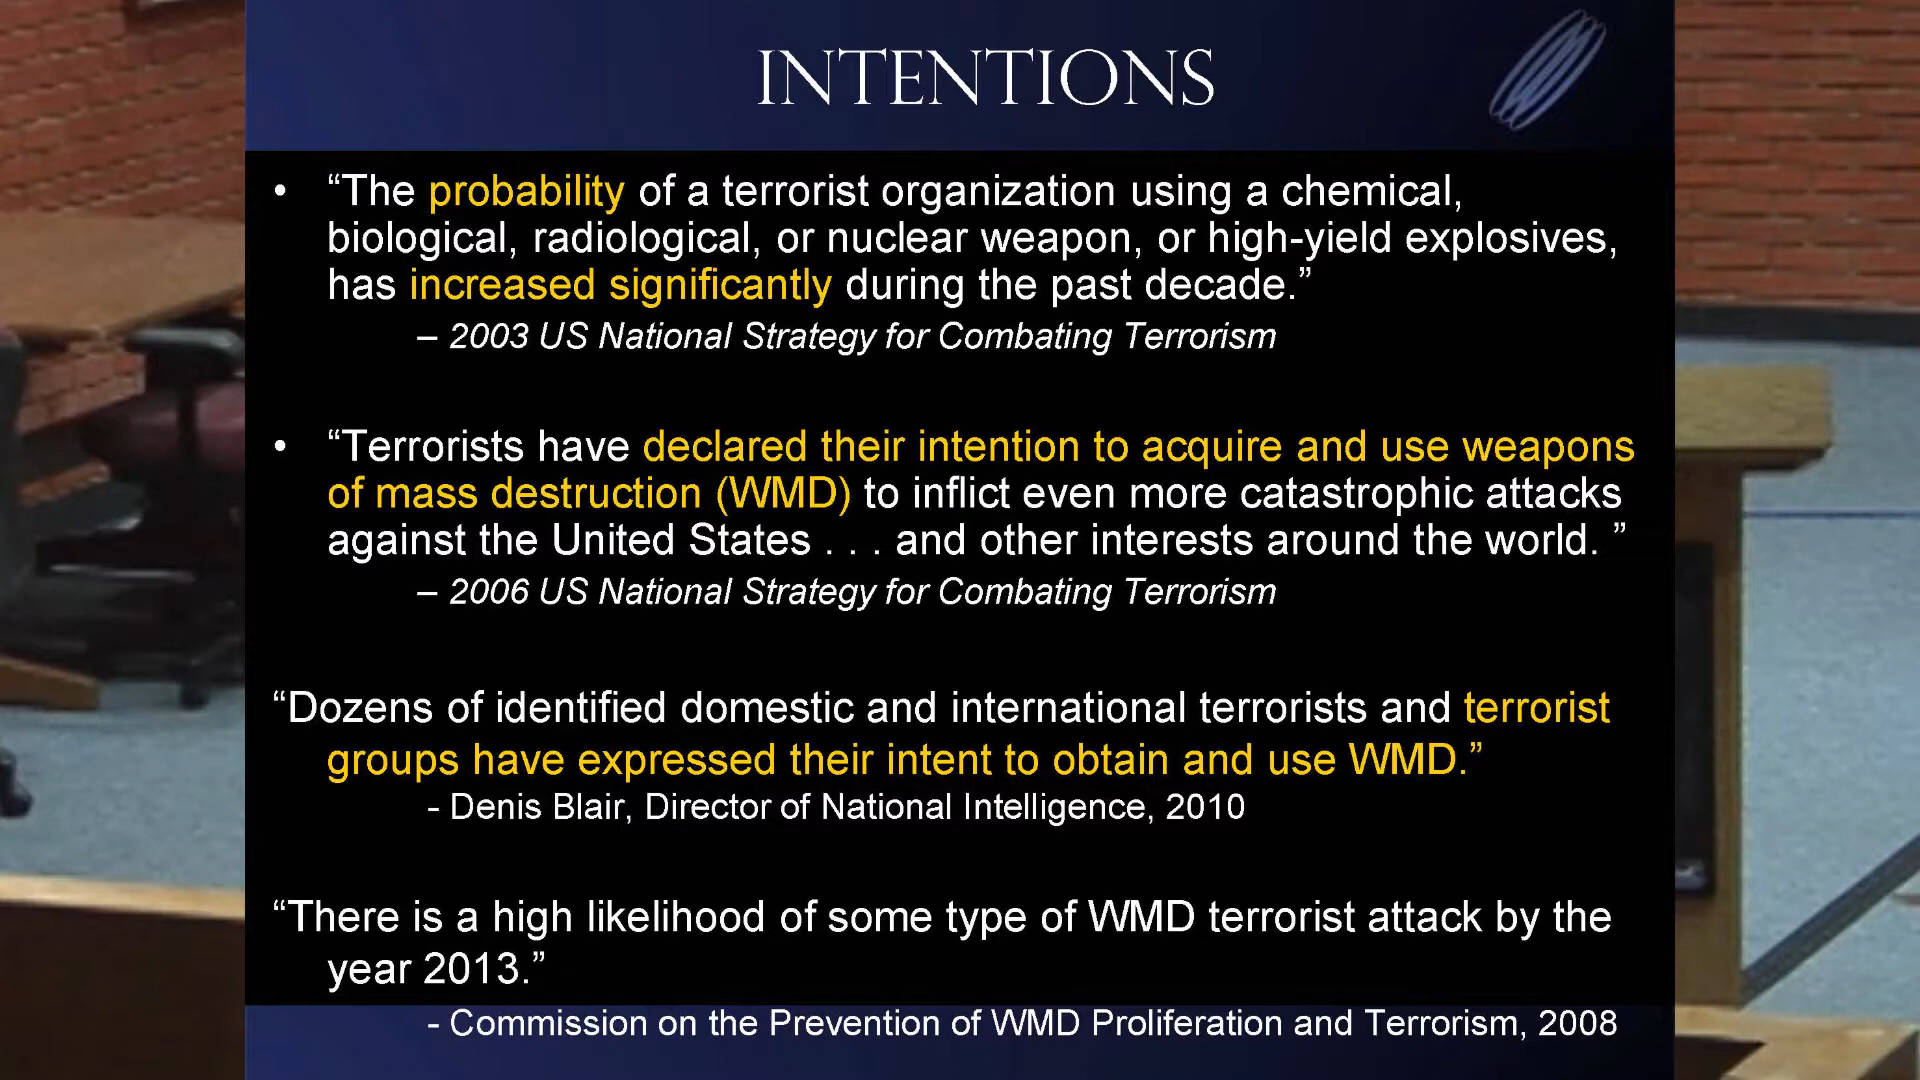 INTENTIONS
• “The probability of a terrorist organization using a chemical,
biological, radiological, or nuclear weapon, or high-yield explosives,
has increased significantly during the past decade.”
– 2003 US National Strategy for Combating Terrorism
• “Terrorists have declared their intention to acquire and use weapons
of mass destruction (WMD) to inflict even more catastrophic attacks
against the United States . . . and other interests around the world. ”
– 2006 US National Strategy for Combating Terrorism
“Dozens of identified domestic and international terrorists and terrorist
groups have expressed their intent to obtain and use WMD.”
- Denis Blair, Director of National Intelligence, 2010
“There is a high likelihood of some type of WMD terrorist attack by the
year 2013.”
- Commission on the Prevention of WMD Proliferation and Terrorism, 2008